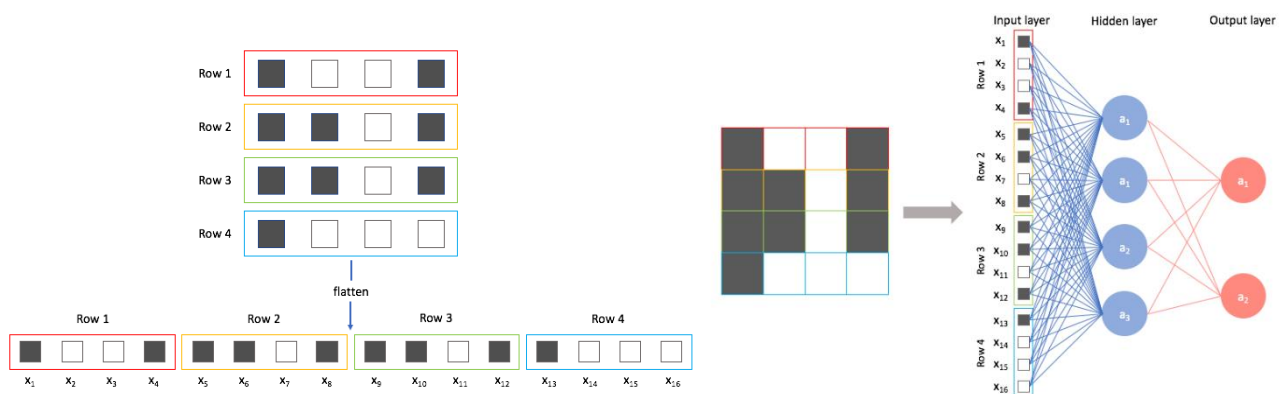 Row 1
Row 2
Row 3
Row 4
flatten
Row 1 Row 2 Row 3 Row 4
x₁ x₂ x₃ x₄ x₅ x₆ x₇ x₈ x₉ x₁₀ x₁₁ x₁₂ x₁₃ x₁₄ x₁₅ x₁₆
Input layer Hidden layer Output layer
Row 1
x₁
x₂
x₃
x₄
Row 2
x₅
x₆
x₇
x₈
Row 3
x₉
x₁₀
x₁₁
x₁₂
Row 4
x₁₃
x₁₄
x₁₅
x₁₆
a₁
a₁
a₂
a₃
a₁
a₂